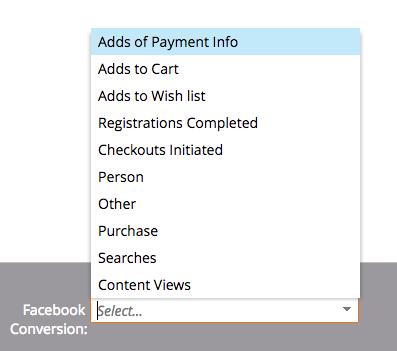 Adds of Payment Info
Adds to Cart
Adds to Wish list
Registrations Completed
Checkouts Initiated
Person
Other
Purchase
Searches
Content Views
Facebook Select...
Conversion: